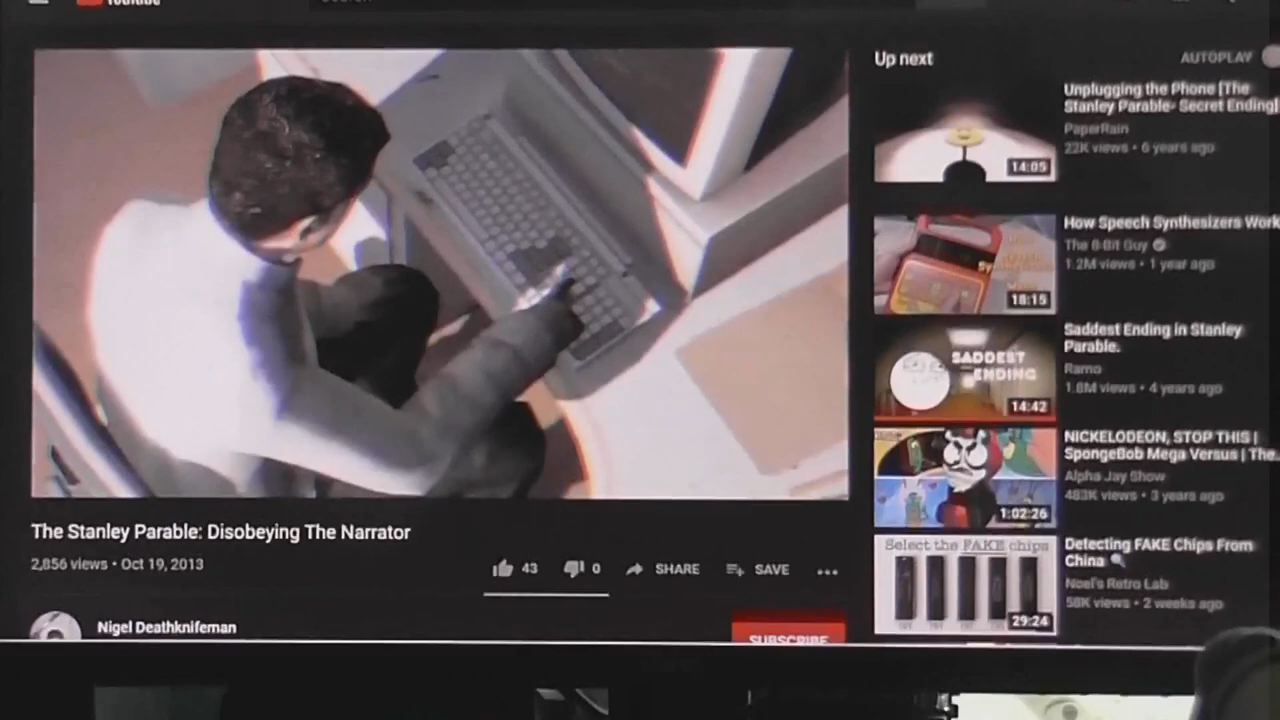 YouTube
Up next
AUTOPLAY
Unplugging the Phone [The
Stanley Parable- Secret Ending]
PaperRain
22K views • 6 years ago
14:05
How Speech Synthesizers Work
The 8-Bit Guy
1.2M views • 1 year ago
18:15
Saddest Ending in Stanley
Parable.
Ramo
1.8M views • 4 years ago
SADDEST
ENDING
14:42
NICKELODEON, STOP THIS |
SpongeBob Mega Versus | The...
Alpha Jay Show
483K views • 3 years ago
1:02:26
Detecting FAKE Chips From
China
Noel's Retro Lab
58K views • 2 weeks ago
Select the FAKE chips
29:24
The Stanley Parable: Disobeying The Narrator
2,856 views • Oct 19, 2013
43
0
SHARE
SAVE
Nigel Deathknifeman
SUBSCRIBE